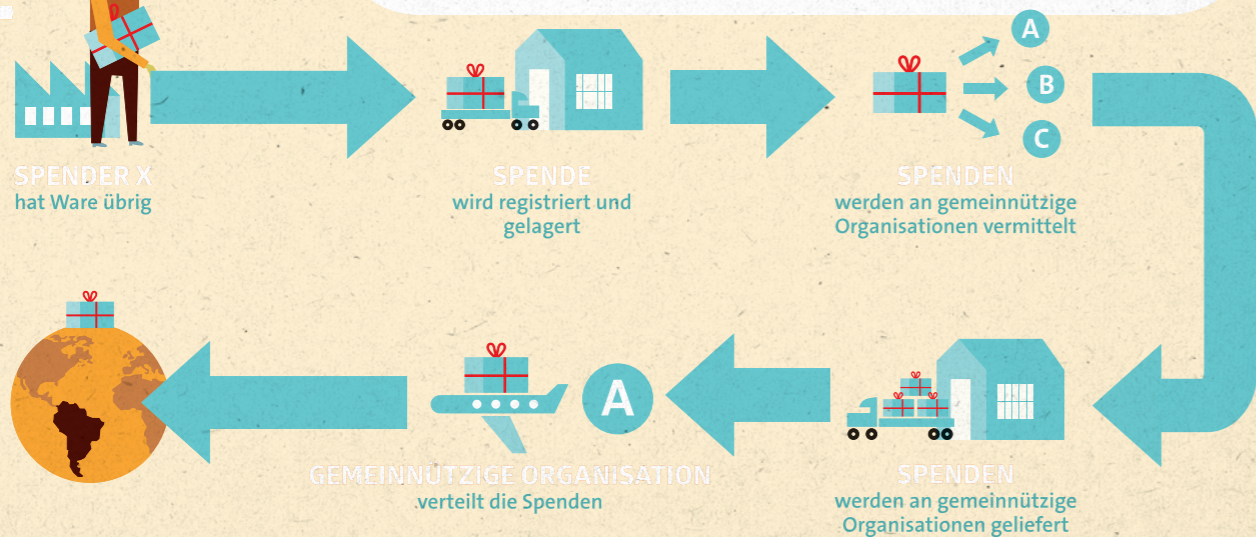 SPENDER X
hat Ware übrig
SPENDE
wird registriert und
gelagert
A
B
C
SPENDEN
werden an gemeinnützige
Organisationen vermittelt
SPENDEN
werden an gemeinnützige
Organisationen geliefert
A
GEMEINNÜTZIGE ORGANISATION
verteilt die Spenden